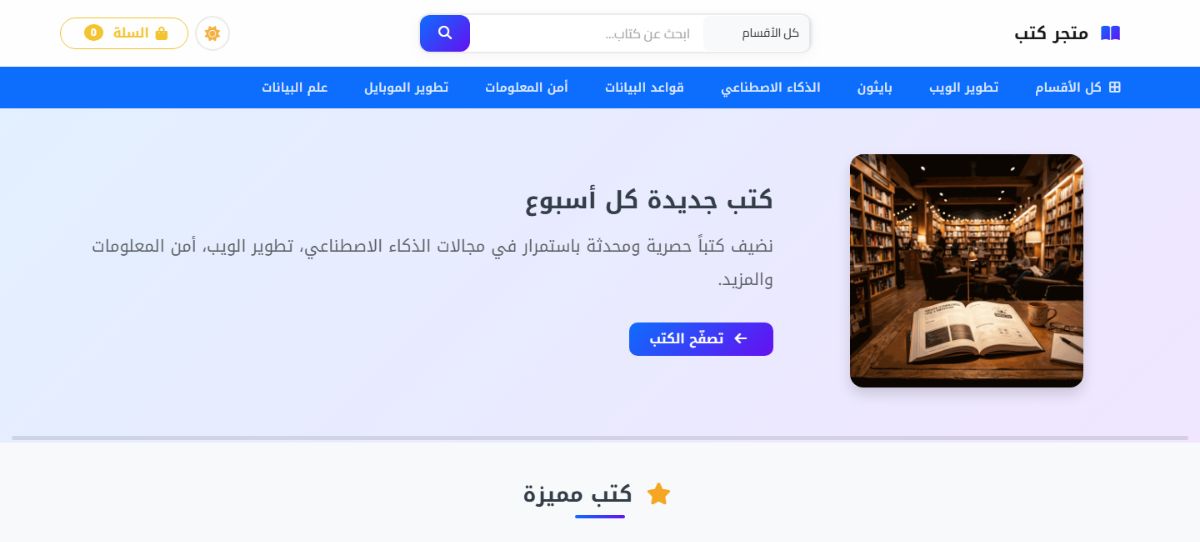 متجر كتب
كل الأقسام
ابحث عن كتاب...
السلة 0
كل الأقسام
تطوير الويب
بايثون
الذكاء الاصطناعي
قواعد البيانات
أمن المعلومات
تطوير الموبايل
علم البيانات
كتب جديدة كل أسبوع
نضيف كتباً حصرية ومحدثة باستمرار في مجالات الذكاء الاصطناعي، تطوير الويب، أمن المعلومات
والمزيد.
تصفّح الكتب
كتب مميزة